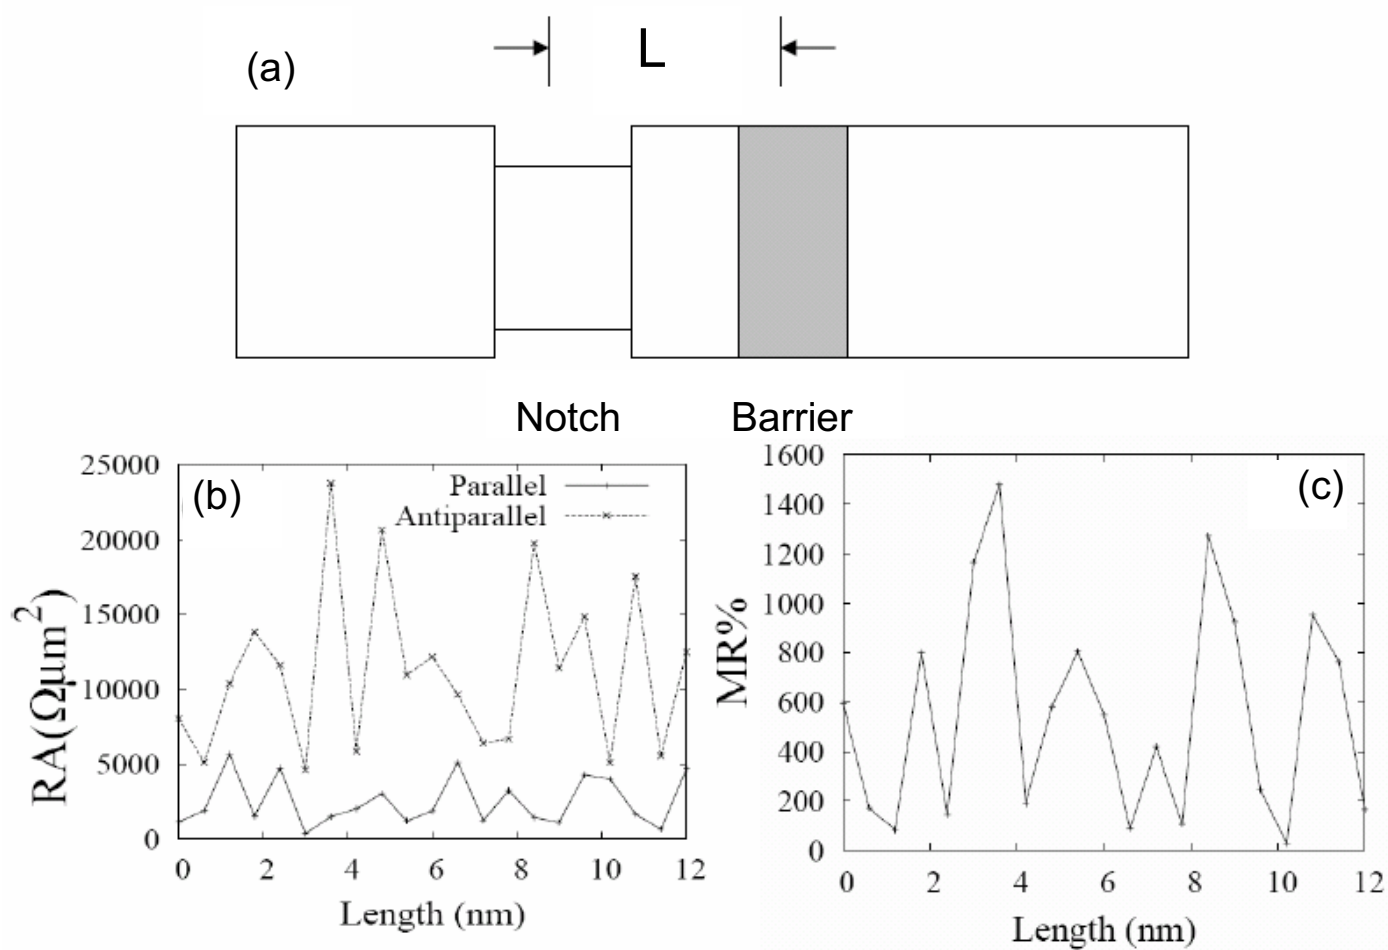 (a)
L
Notch
Barrier
(b)
Parallel
Antiparallel
25000
20000
15000
10000
5000
0
RA(Ωμm²)
0 2 4 6 8 10 12
Length (nm)
(c)
1600
1400
1200
1000
800
600
400
200
0
MR%
0 2 4 6 8 10 12
Length (nm)